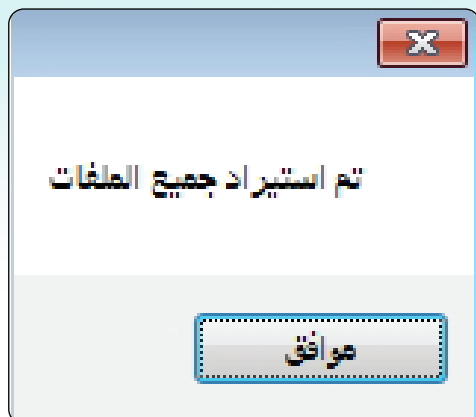 تم استيراد جميع الملفات
موافق